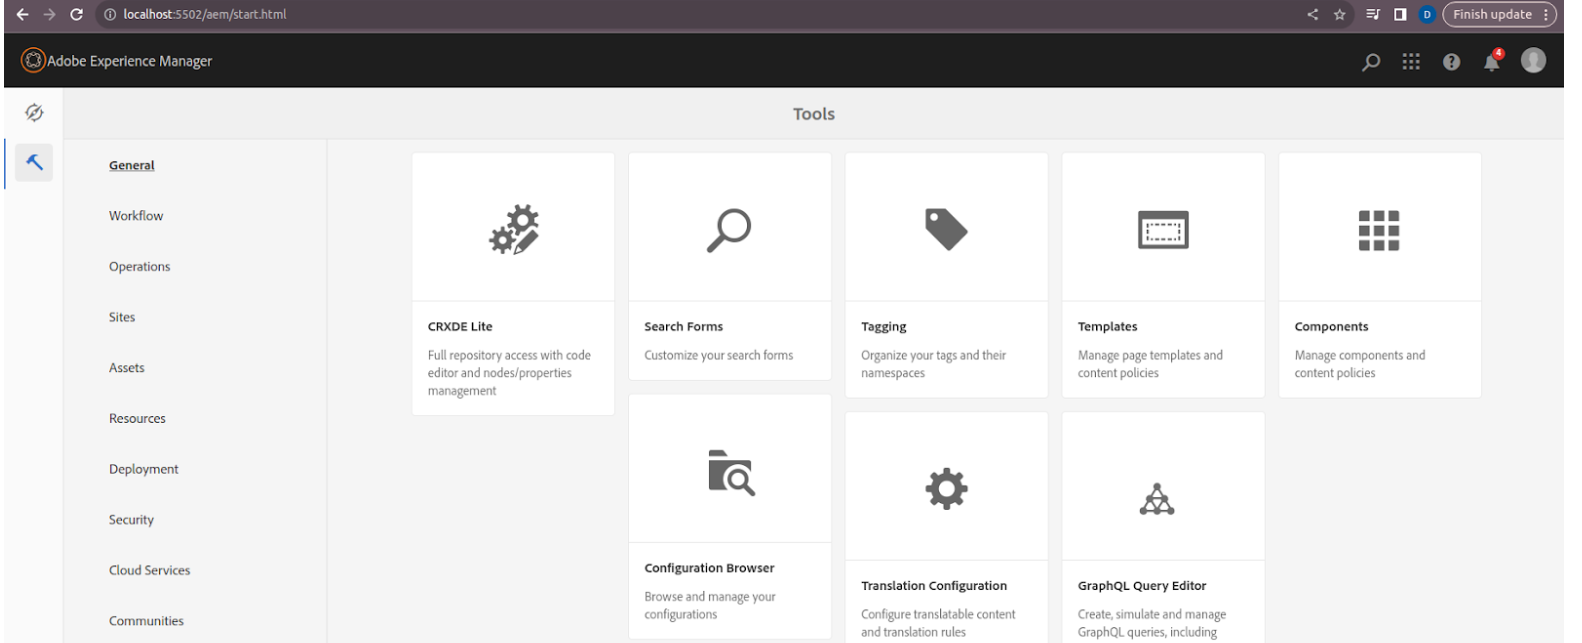 localhost:5502/aem/start.html
D
Finish update
Adobe Experience Manager
4
Tools
General
Workflow
Operations
Sites
Assets
Resources
Deployment
Security
Cloud Services
Communities
CRXDE Lite
Full repository access with code
editor and nodes/properties
management
Search Forms
Customize your search forms
Tagging
Organize your tags and their
namespaces
Templates
Manage page templates and
content policies
Components
Manage components and
content policies
Configuration Browser
Browse and manage your
configurations
Translation Configuration
Configure translatable content
and translation rules
GraphQL Query Editor
Create, simulate and manage
GraphQL queries, including